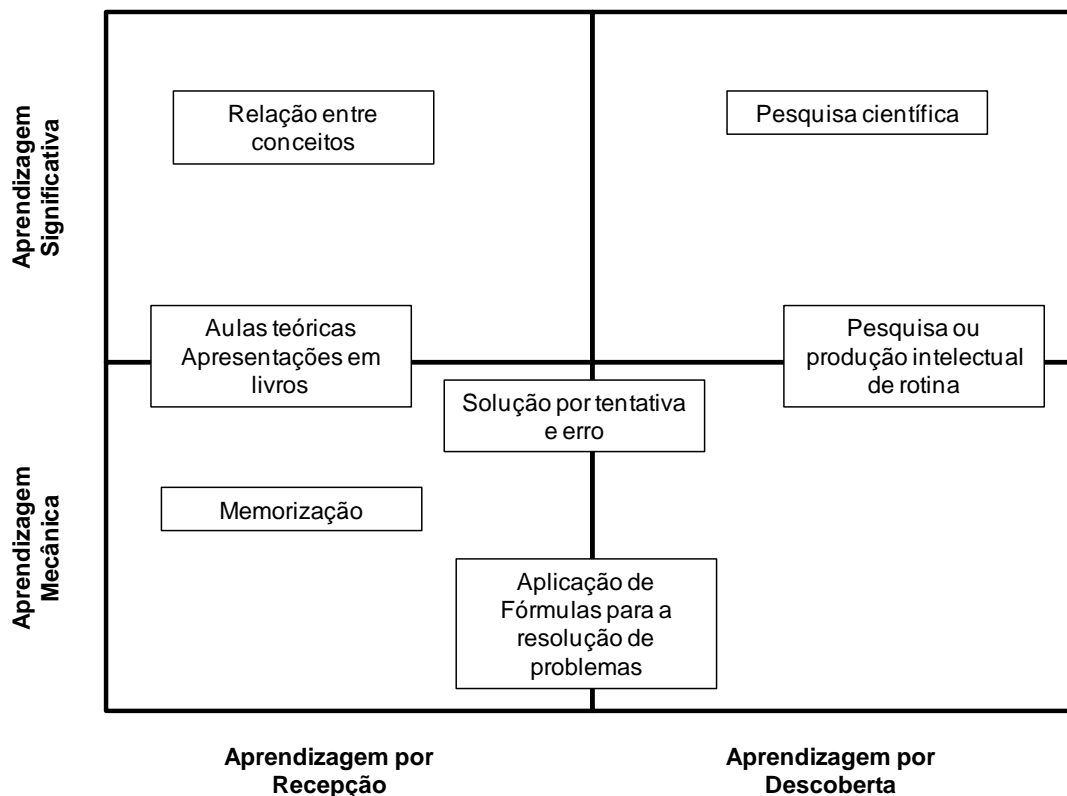 Aprendizagem
Significativa
Relação entre
conceitos
Pesquisa científica
Aulas teóricas
Apresentações em
livros
Pesquisa ou
produção intelectual
de rotina
Solução por tentativa
e erro
Aprendizagem
Mecânica
Memorização
Aplicação de
Fórmulas para a
resolução de
problemas
Aprendizagem por
Recepção
Aprendizagem por
Descoberta